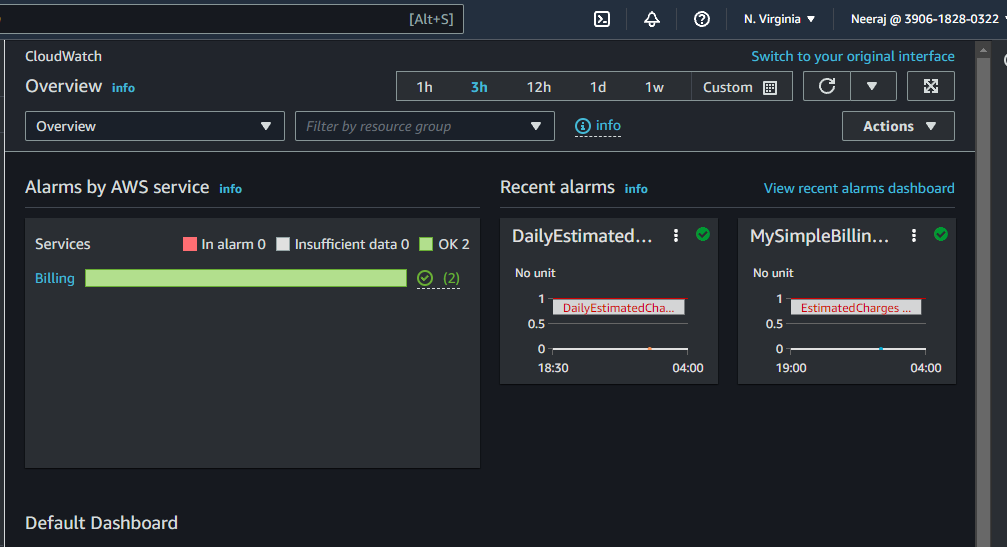 [Alt+S]
N. Virginia
Neeraj @ 3906-1828-0322
CloudWatch
Switch to your original interface
Overview info
1h 3h 12h 1d 1w Custom
Overview
Filter by resource group
info
Actions
Alarms by AWS service info
Services
In alarm 0 Insufficient data 0 OK 2
Billing (2)
Recent alarms info
View recent alarms dashboard
DailyEstimated...
No unit
1
DailyEstimatedCha...
0.5
0
18:30 04:00
MySimpleBillin...
No unit
1
EstimatedCharges ...
0.5
0
19:00 04:00
Default Dashboard